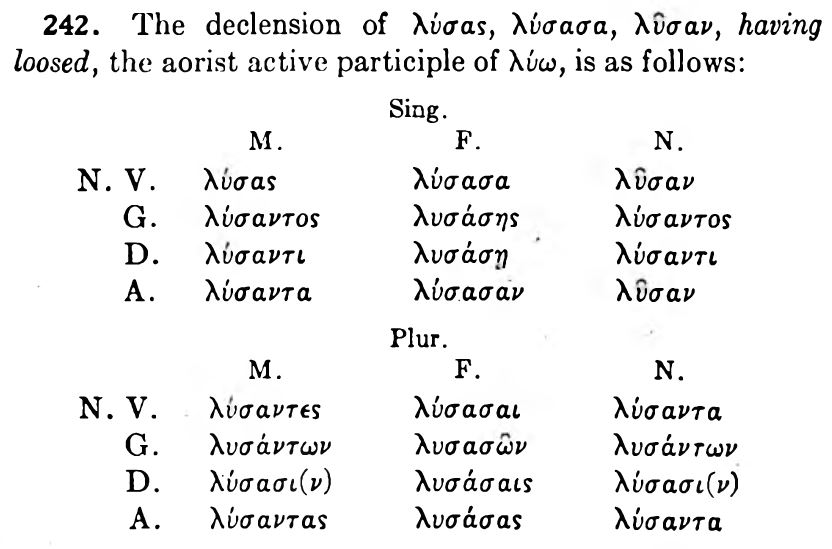 242. The declension of λύσας, λύσασα, λῦσαν, having
loosed, the aorist active participle of λύω, is as follows:
Sing.
M. F. N.
N. V. λύσας λύσασα λῦσαν
G. λύσαντος λυσάσης λύσαντος
D. λύσαντι λυσάσῃ λύσαντι
A. λύσαντα λύσασαν λῦσαν
Plur.
M. F. N.
N. V. λύσαντες λύσασαι λύσαντα
G. λυσάντων λυσασῶν λυσάντων
D. λύσασι(ν) λυσάσαις λύσασι(ν)
A. λύσαντας λυσάσας λύσαντα